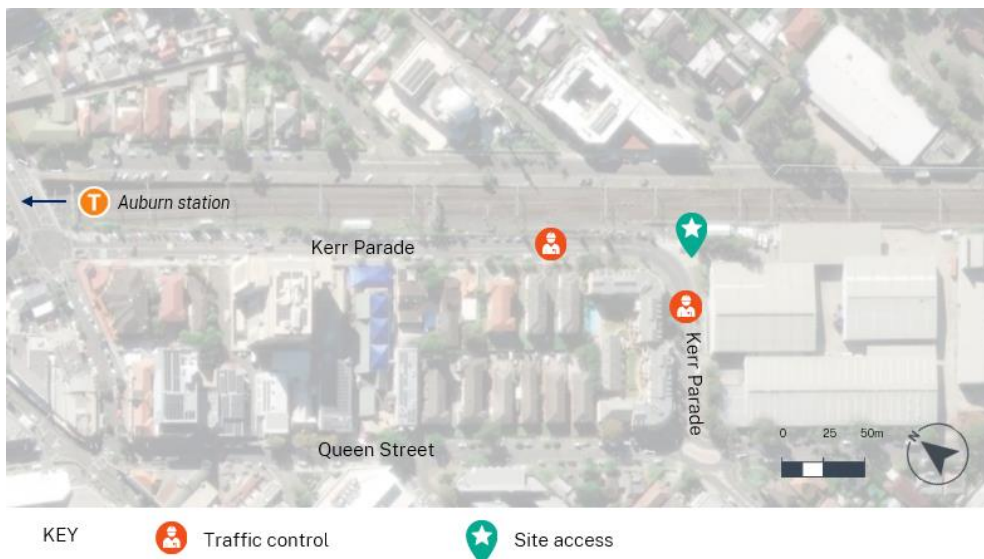 T Auburn station
Kerr Parade
Kerr Parade
Queen Street
0 25 50m
N
KEY
Traffic control
Site access